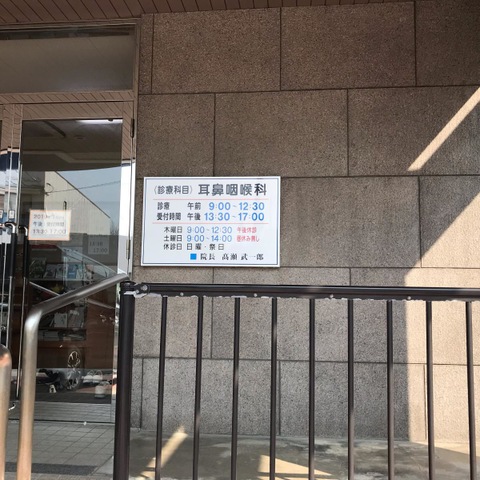 〈診療科目〉 耳鼻咽喉科
診療 午前 9:00~12:30
受付時間 午後 13:30~17:00
木曜日 9:00~12:30 午後休診
土曜日 9:00~14:00 昼休み無し
休診日 日曜・祭日
■ 院長 高瀬 武一郎